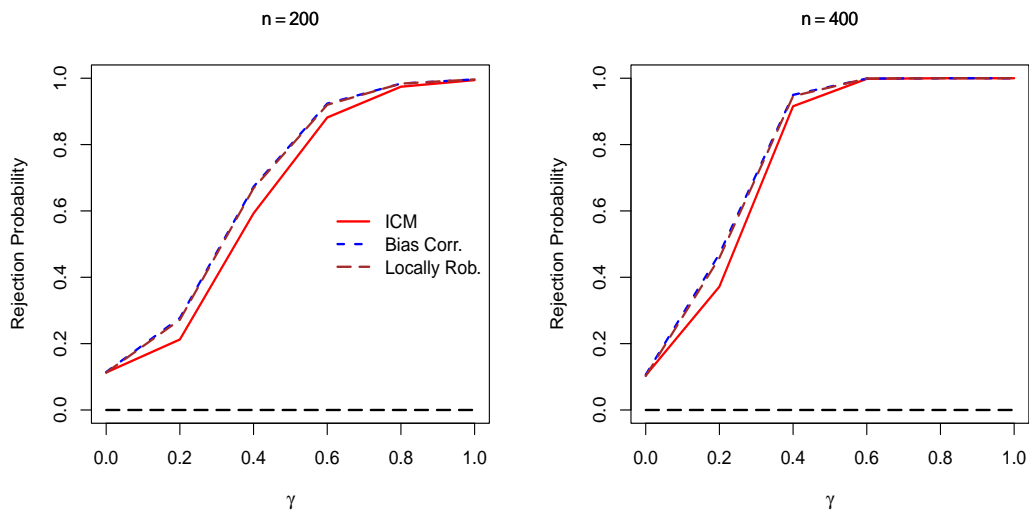 n = 200
n = 400
Rejection Probability
1.0
0.8
0.6
0.4
0.2
0.0
ICM
Bias Corr.
Locally Rob.
0.0 0.2 0.4 0.6 0.8 1.0
γ
Rejection Probability
1.0
0.8
0.6
0.4
0.2
0.0
0.0 0.2 0.4 0.6 0.8 1.0
γ